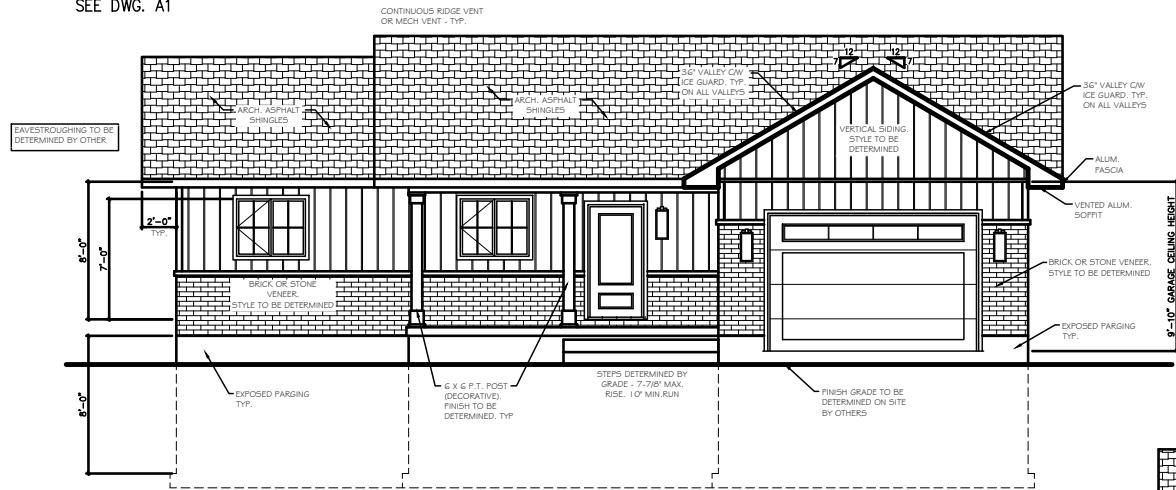 SEE DWG. A1
CONTINUOUS RIDGE VENT
OR MECH VENT - TYP.
12
7
12
7
36" VALLEY C/W
ICE GUARD. TYP.
ON ALL VALLEYS
36" VALLEY C/W
ICE GUARD. TYP.
ON ALL VALLEYS
ARCH. ASPHALT
SHINGLES
ARCH. ASPHALT
SHINGLES
EAVESTROUGHING TO BE
DETERMINED BY OTHER
VERTICAL SIDING.
STYLE TO BE
DETERMINED
ALUM.
FASCIA
VENTED ALUM.
SOFFIT
2'-0"
TYP.
8'-0"
7'-0"
BRICK OR STONE
VENEER.
STYLE TO BE DETERMINED
BRICK OR STONE VENEER.
STYLE TO BE DETERMINED
9'-10" GARAGE CEILING HEIGHT
EXPOSED PARGING
TYP.
8'-0"
EXPOSED PARGING
TYP.
6 X 6 P.T. POST
(DECORATIVE).
FINISH TO BE
DETERMINED. TYP
STEPS DETERMINED BY
GRADE - 7-7/8" MAX.
RISE. 10" MIN.RUN
FINISH GRADE TO BE
DETERMINED ON SITE
BY OTHERS